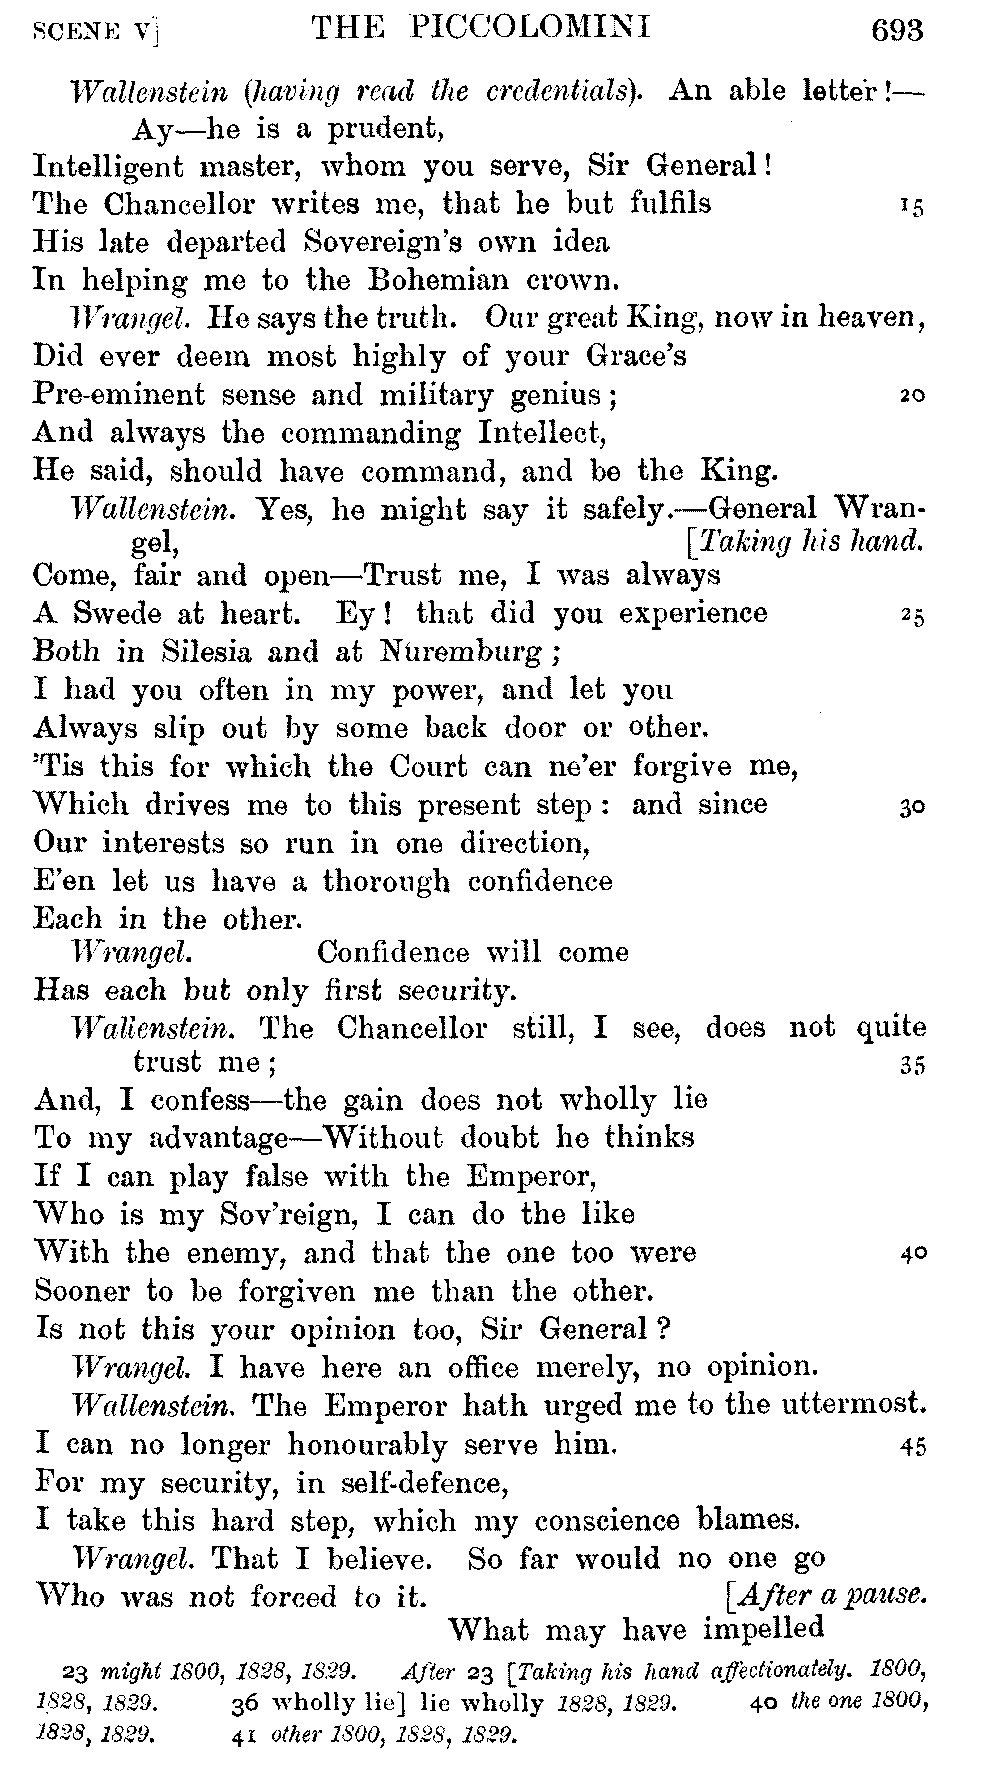 SCENE V] THE PICCOLOMINI 693
Wallenstein (having read the credentials). An able letter!—
Ay—he is a prudent,
Intelligent master, whom you serve, Sir General!
The Chancellor writes me, that he but fulfils 15
His late departed Sovereign's own idea
In helping me to the Bohemian crown.
Wrangel. He says the truth. Our great King, now in heaven,
Did ever deem most highly of your Grace's
Pre-eminent sense and military genius; 20
And always the commanding Intellect,
He said, should have command, and be the King.
Wallenstein. Yes, he might say it safely.—General Wran-
gel, [Taking his hand.
Come, fair and open—Trust me, I was always
A Swede at heart. Ey! that did you experience 25
Both in Silesia and at Nuremburg;
I had you often in my power, and let you
Always slip out by some back door or other.
'Tis this for which the Court can ne'er forgive me,
Which drives me to this present step: and since 30
Our interests so run in one direction,
E'en let us have a thorough confidence
Each in the other.
Wrangel. Confidence will come
Has each but only first security.
Wallenstein. The Chancellor still, I see, does not quite
trust me; 35
And, I confess—the gain does not wholly lie
To my advantage—Without doubt he thinks
If I can play false with the Emperor,
Who is my Sov'reign, I can do the like
With the enemy, and that the one too were 40
Sooner to be forgiven me than the other.
Is not this your opinion too, Sir General?
Wrangel. I have here an office merely, no opinion.
Wallenstein. The Emperor hath urged me to the uttermost.
I can no longer honourably serve him. 45
For my security, in self-defence,
I take this hard step, which my conscience blames.
Wrangel. That I believe. So far would no one go
Who was not forced to it. [After a pause.
What may have impelled
23 might 1800, 1828, 1829. After 23 [Taking his hand affectionately. 1800,
1828, 1829. 36 wholly lie] lie wholly 1828, 1829. 40 the one 1800,
1828, 1829. 41 other 1800, 1828, 1829.